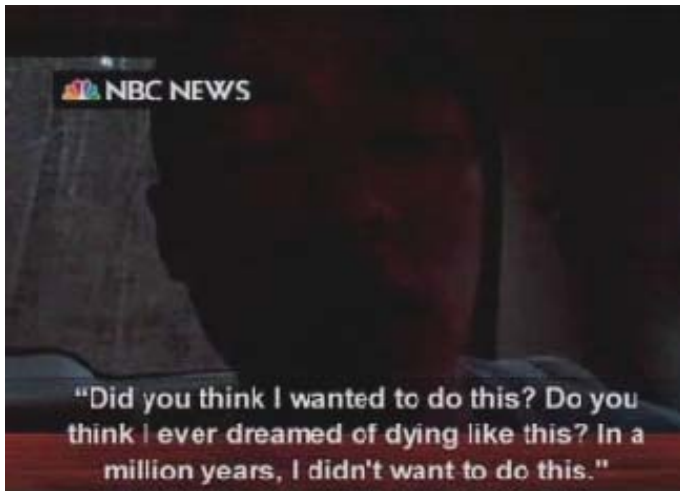 NBC NEWS
“Did you think I wanted to do this? Do you
think I ever dreamed of dying like this? In a
million years, I didn't want to do this."